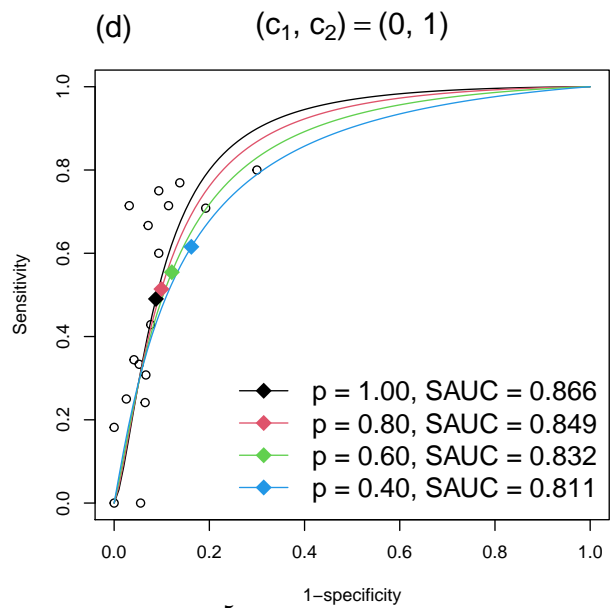 (d) (c₁, c₂) = (0, 1)
1.0
0.8
0.6
0.4
0.2
0.0
Sensitivity
p = 1.00, SAUC = 0.866
p = 0.80, SAUC = 0.849
p = 0.60, SAUC = 0.832
p = 0.40, SAUC = 0.811
0.0 0.2 0.4 0.6 0.8 1.0
1−specificity